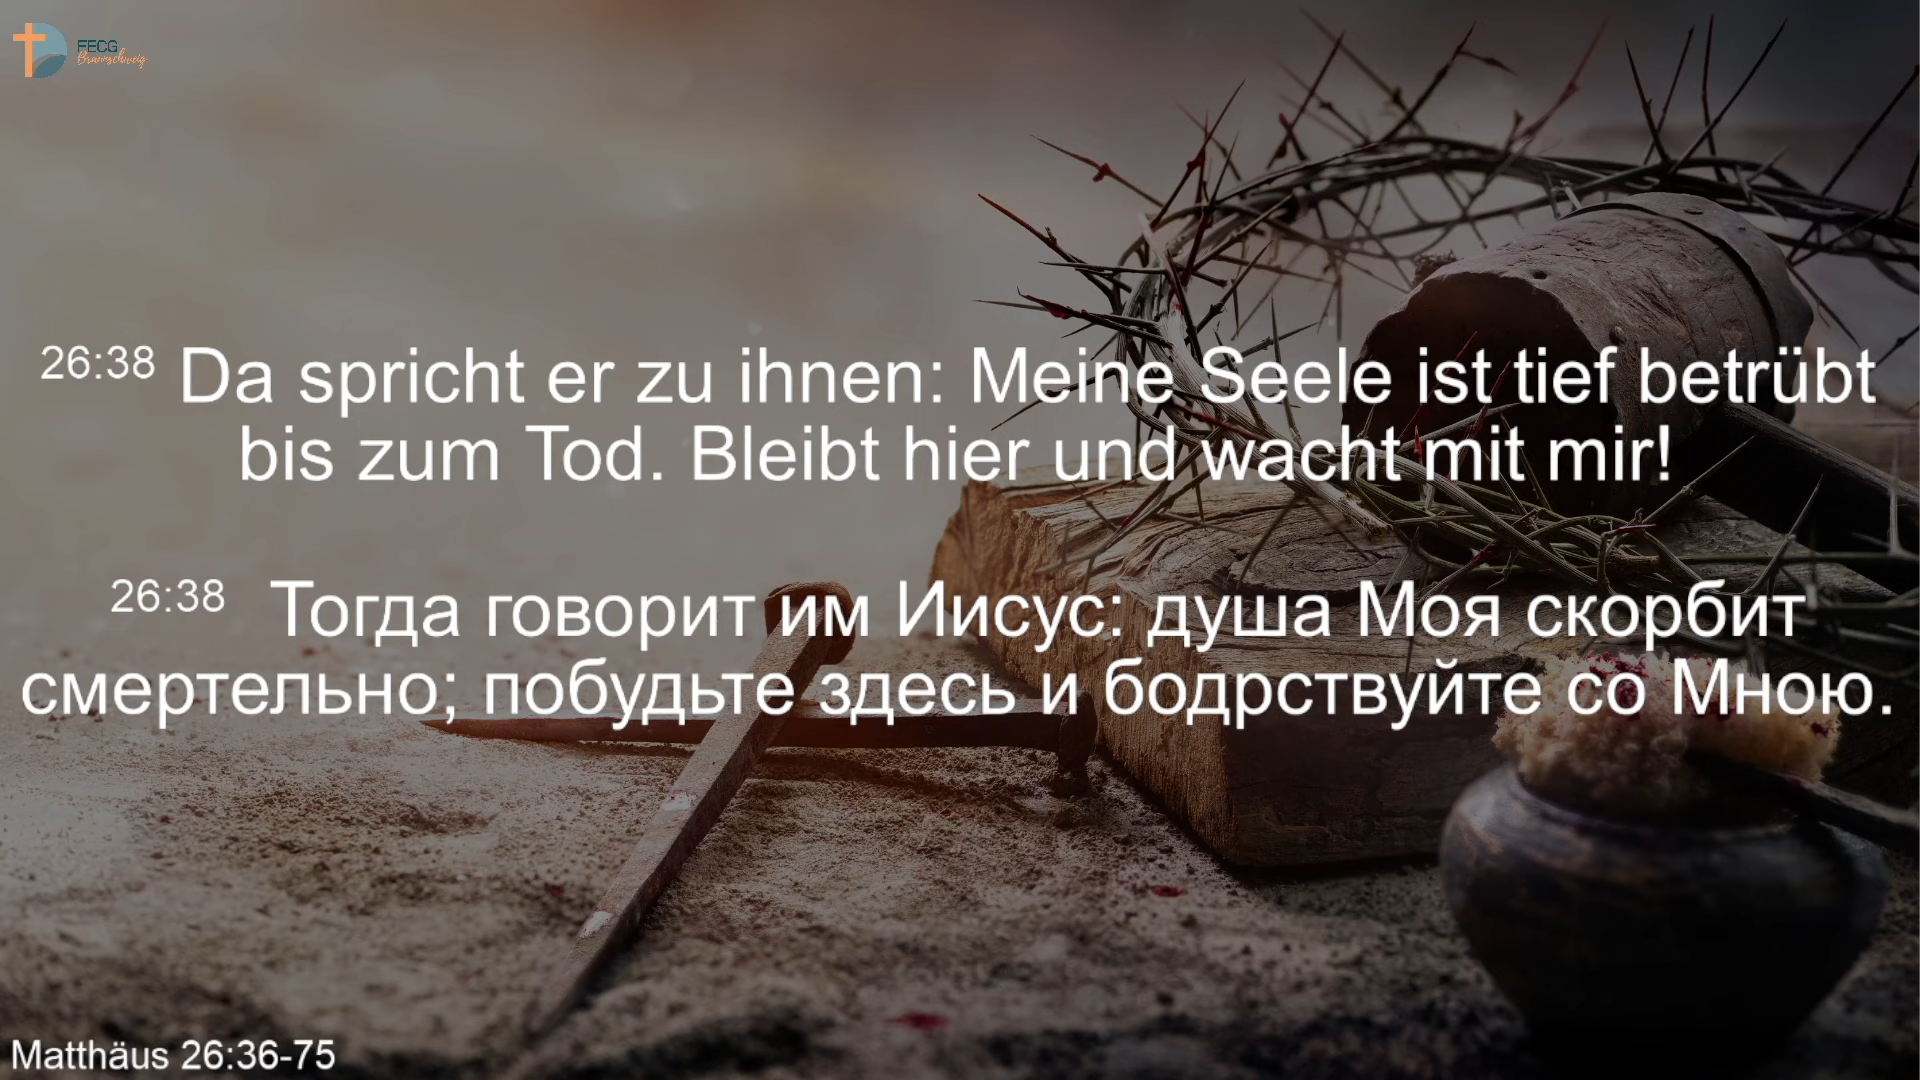 FECG
Braunschweig
26:38 Da spricht er zu ihnen: Meine Seele ist tief betrübt
bis zum Tod. Bleibt hier und wacht mit mir!
26:38 Тогда говорит им Иисус: душа Моя скорбит
смертельно; побудьте здесь и бодрствуйте со Мною.
Matthäus 26:36-75